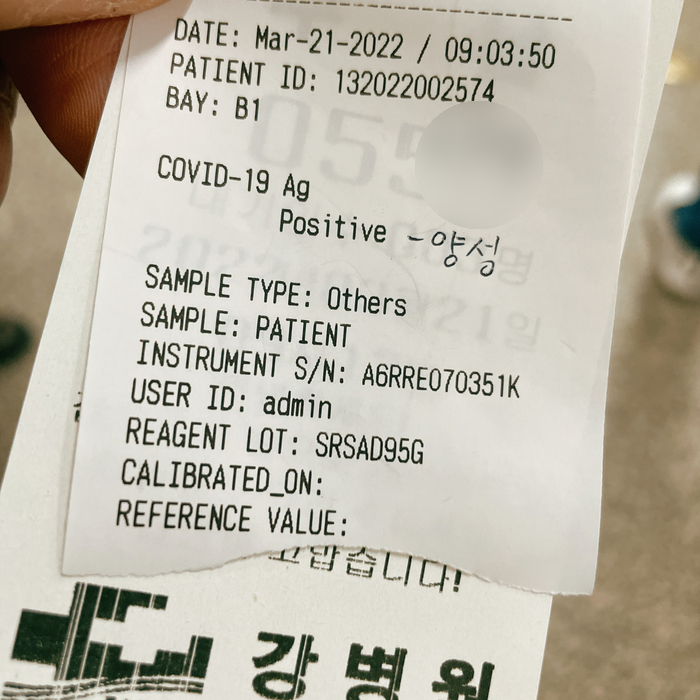 DATE: Mar-21-2022 / 09:03:50
PATIENT ID: 132022002574
BAY: B1
COVID-19 Ag
Positive - 양성
SAMPLE TYPE: Others
SAMPLE: PATIENT
INSTRUMENT S/N: A6RRE070351K
USER ID: admin
REAGENT LOT: SRSAD95G
CALIBRATED_ON:
REFERENCE VALUE:
고맙습니다!
강병원